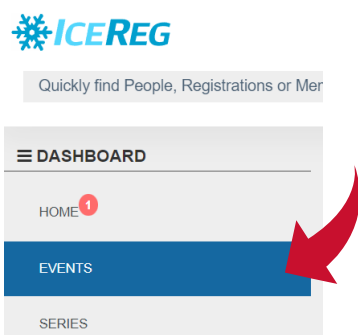 ICEREG
Quickly find People, Registrations or Mer
DASHBOARD
HOME 1
EVENTS
SERIES